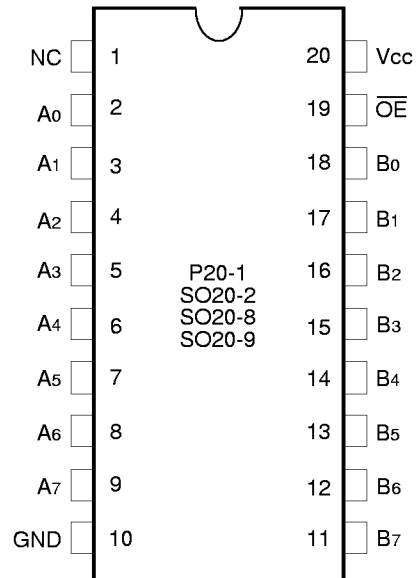 NC 1 20 Vcc
A0 2 19 O̅E̅
A1 3 18 B0
A2 4 17 B1
A3 5 16 B2
A4 6 15 B3
A5 7 14 B4
A6 8 13 B5
A7 9 12 B6
GND 10 11 B7
P20-1
SO20-2
SO20-8
SO20-9